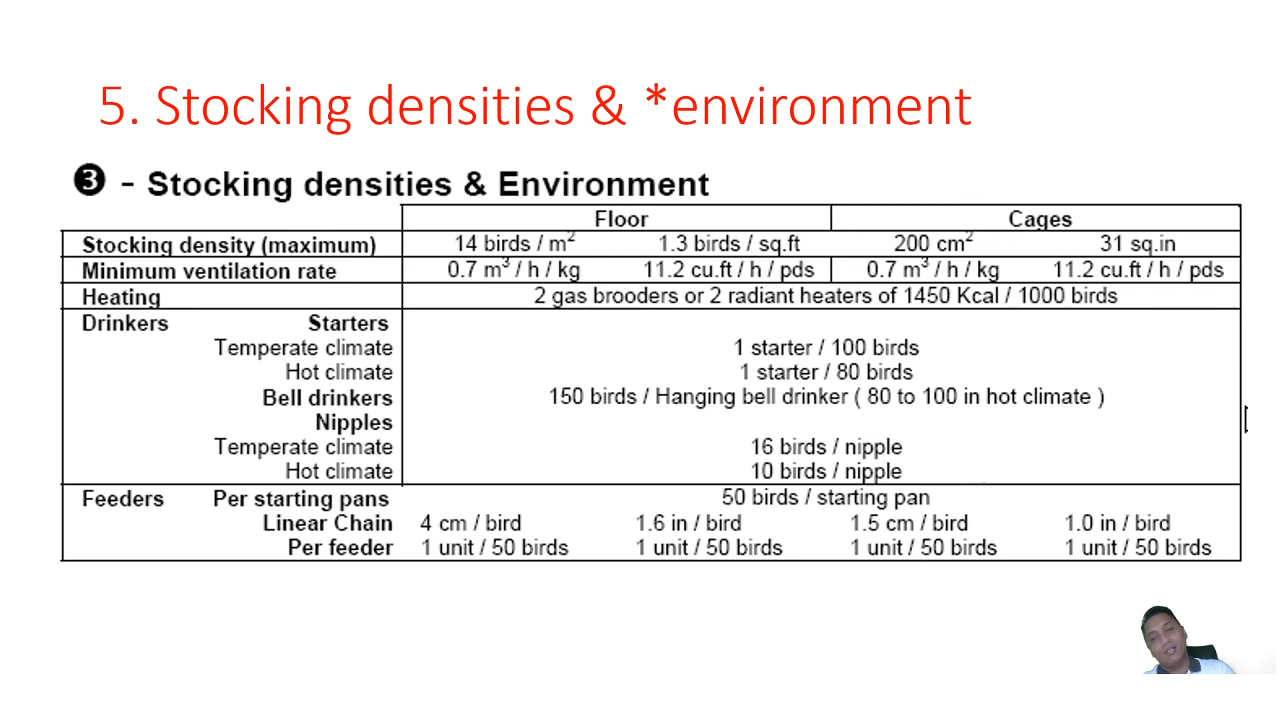 5. Stocking densities & *environment
❸ - Stocking densities & Environment
Floor Cages
Stocking density (maximum) 14 birds / m² 1.3 birds / sq.ft 200 cm² 31 sq.in
Minimum ventilation rate 0.7 m³ / h / kg 11.2 cu.ft / h / pds 0.7 m³ / h / kg 11.2 cu.ft / h / pds
Heating 2 gas brooders or 2 radiant heaters of 1450 Kcal / 1000 birds
Drinkers Starters
Temperate climate 1 starter / 100 birds
Hot climate 1 starter / 80 birds
Bell drinkers 150 birds / Hanging bell drinker ( 80 to 100 in hot climate )
Nipples
Temperate climate 16 birds / nipple
Hot climate 10 birds / nipple
Feeders Per starting pans 50 birds / starting pan
Linear Chain 4 cm / bird 1.6 in / bird 1.5 cm / bird 1.0 in / bird
Per feeder 1 unit / 50 birds 1 unit / 50 birds 1 unit / 50 birds 1 unit / 50 birds